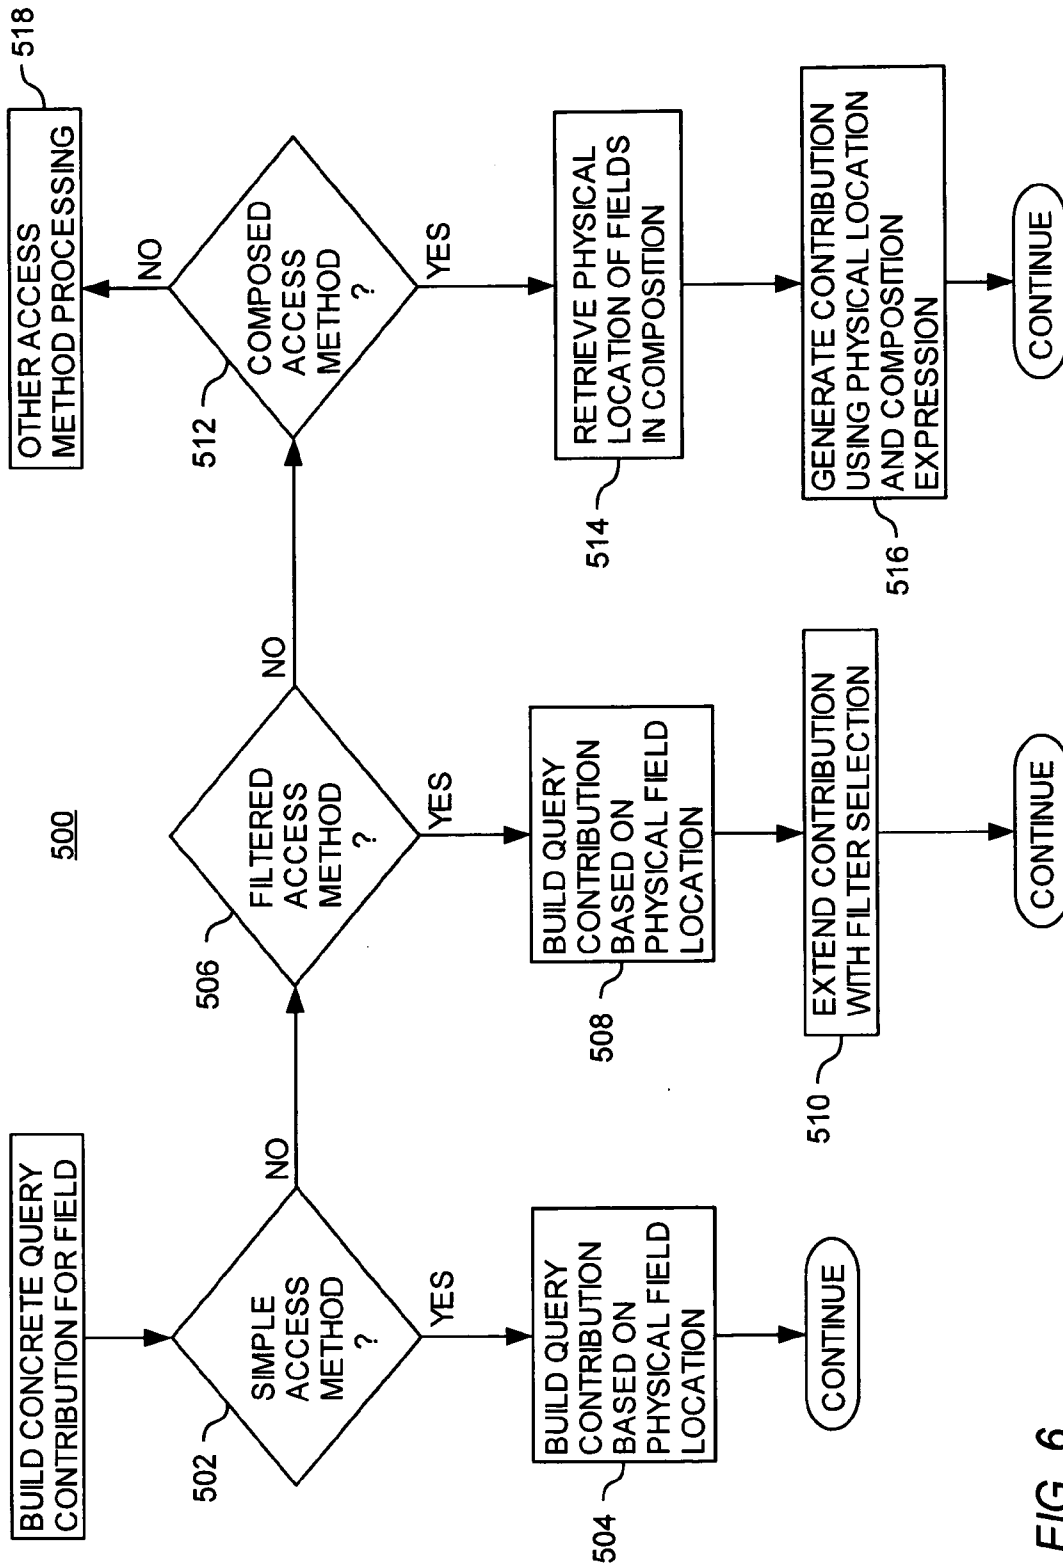 500
BUILD CONCRETE QUERY
CONTRIBUTION FOR FIELD
SIMPLE
ACCESS
METHOD
?
502
NO
YES
BUILD QUERY
CONTRIBUTION
BASED ON
PHYSICAL FIELD
LOCATION
504
CONTINUE
FILTERED
ACCESS
METHOD
?
506
NO
YES
BUILD QUERY
CONTRIBUTION
BASED ON
PHYSICAL FIELD
LOCATION
508
EXTEND CONTRIBUTION
WITH FILTER SELECTION
510
CONTINUE
COMPOSED
ACCESS
METHOD
?
512
NO
OTHER ACCESS
METHOD PROCESSING
518
YES
RETRIEVE PHYSICAL
LOCATION OF FIELDS
IN COMPOSITION
514
GENERATE CONTRIBUTION
USING PHYSICAL LOCATION
AND COMPOSITION
EXPRESSION
516
CONTINUE
FIG. 6